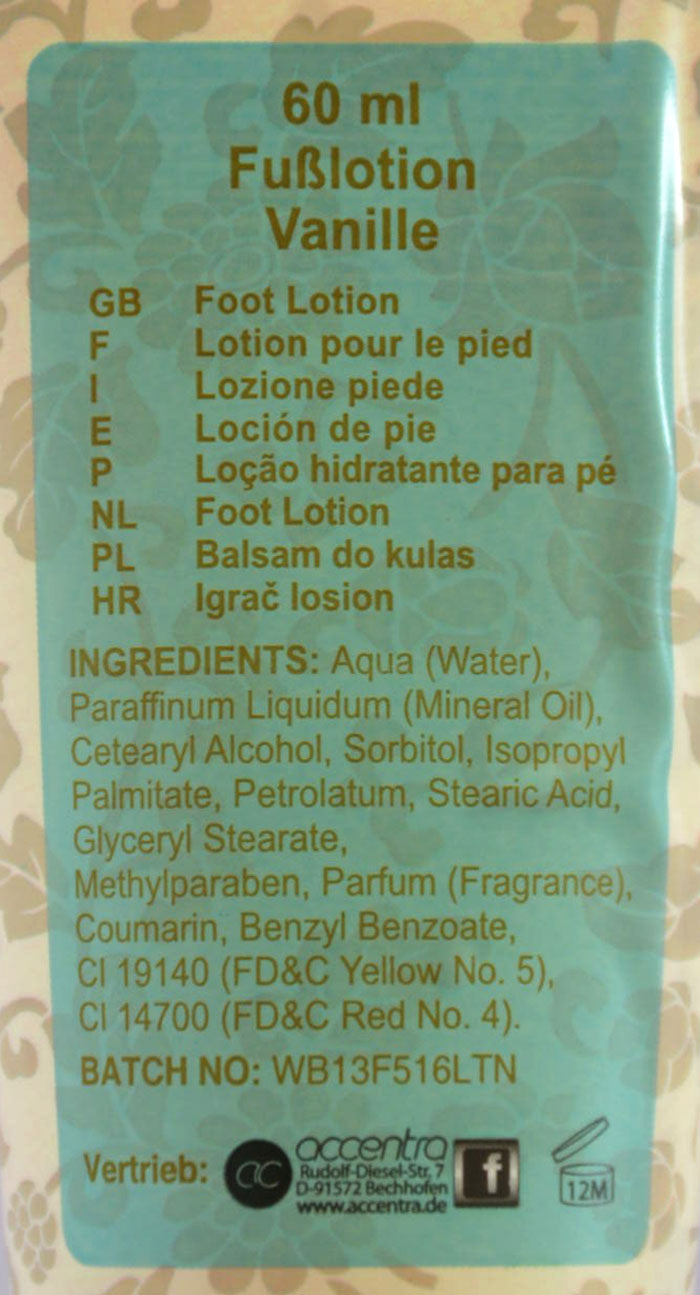 60 ml
Fußlotion
Vanille
GB Foot Lotion
F Lotion pour le pied
I Lozione piede
E Loción de pie
P Loção hidratante para pé
NL Foot Lotion
PL Balsam do kulas
HR Igrač losion
INGREDIENTS: Aqua (Water),
Paraffinum Liquidum (Mineral Oil),
Cetearyl Alcohol, Sorbitol, Isopropyl
Palmitate, Petrolatum, Stearic Acid,
Glyceryl Stearate,
Methylparaben, Parfum (Fragrance),
Coumarin, Benzyl Benzoate,
CI 19140 (FD&C Yellow No. 5),
CI 14700 (FD&C Red No. 4).
BATCH NO: WB13F516LTN
Vertrieb: ac accentra
Rudolf-Diesel-Str. 7
D-91572 Bechhofen
www.accentra.de
f
12M